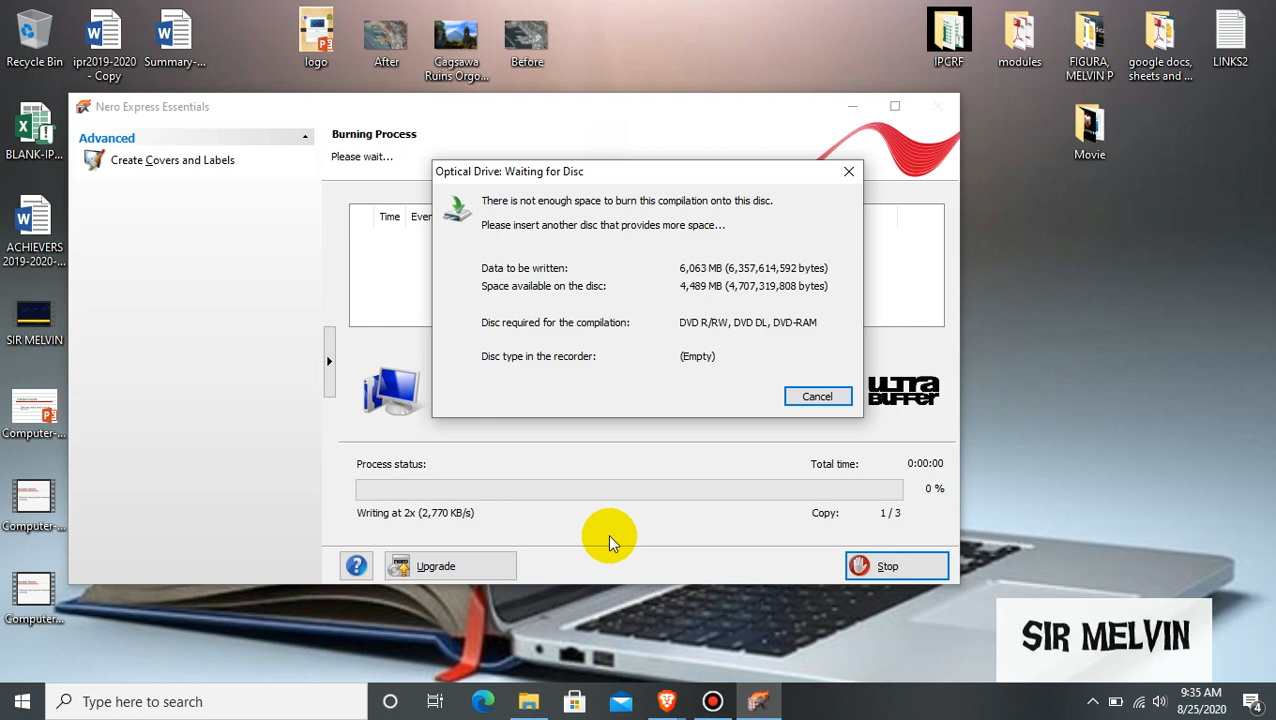 Recycle Bin
ipr2019-2020
- Copy
Summary-...
logo
After
Cagsawa
Ruins Orgo...
Before
IPCRF
modules
FIGURA,
MELVIN P
google docs,
sheets and ...
LINKS2
BLANK-IP...
Movie
ACHIEVERS
2019-2020-...
SIR MELVIN
Computer-...
Computer-...
Computer...
Nero Express Essentials
Advanced
Create Covers and Labels
Burning Process
Please wait...
Time
Even
Optical Drive: Waiting for Disc
There is not enough space to burn this compilation onto this disc.
Please insert another disc that provides more space...
Data to be written: 6,063 MB (6,357,614,592 bytes)
Space available on the disc: 4,489 MB (4,707,319,808 bytes)
Disc required for the compilation: DVD R/RW, DVD DL, DVD-RAM
Disc type in the recorder: (Empty)
Cancel
ULTRA
BUFFER
Process status: Total time: 0:00:00
0 %
Writing at 2x (2,770 KB/s) Copy: 1 / 3
Upgrade
Stop
SIR MELVIN
Type here to search
9:35 AM
8/25/2020
4